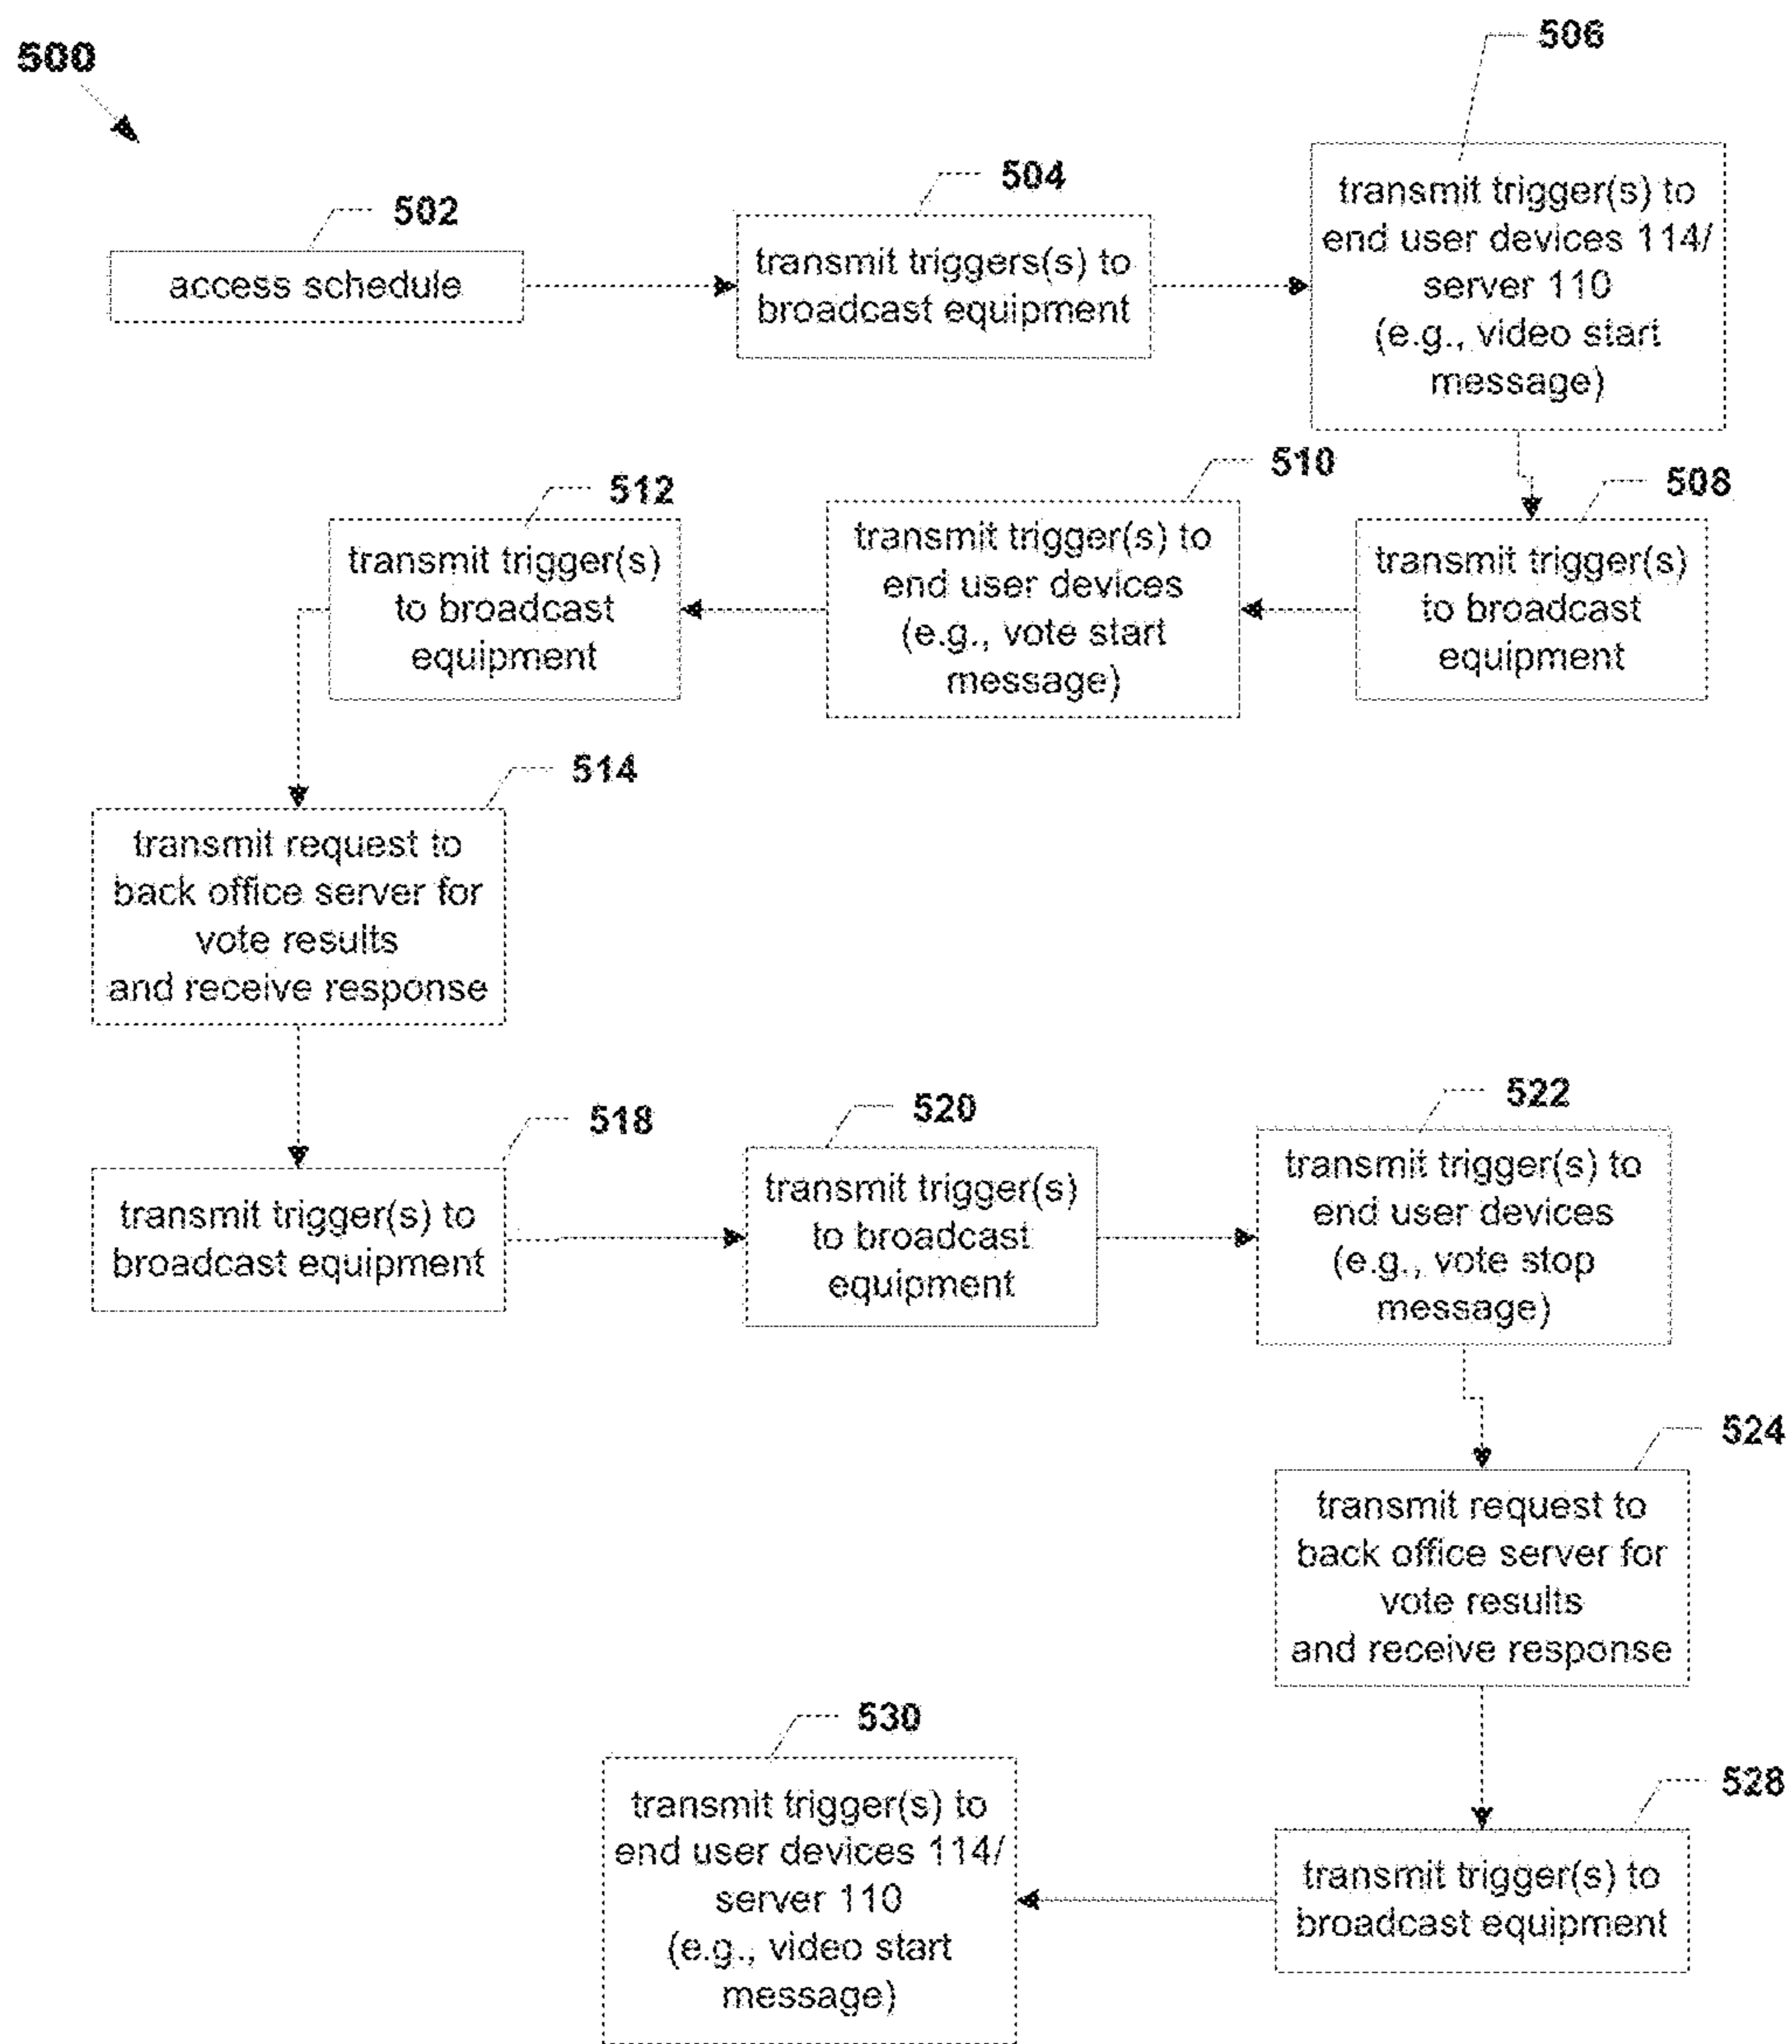 500
502
access schedule
504
transmit triggers(s) to
broadcast equipment
506
transmit trigger(s) to
end user devices 114/
server 110
(e.g., video start
message)
508
transmit trigger(s)
to broadcast
equipment
510
transmit trigger(s) to
end user devices
(e.g., vote start
message)
512
transmit trigger(s)
to broadcast
equipment
514
transmit request to
back office server for
vote results
and receive response
518
transmit trigger(s) to
broadcast equipment
520
transmit trigger(s)
to broadcast
equipment
522
transmit trigger(s) to
end user devices
(e.g., vote stop
message)
524
transmit request to
back office server for
vote results
and receive response
528
transmit trigger(s) to
broadcast equipment
530
transmit trigger(s) to
end user devices 114/
server 110
(e.g., video start
message)